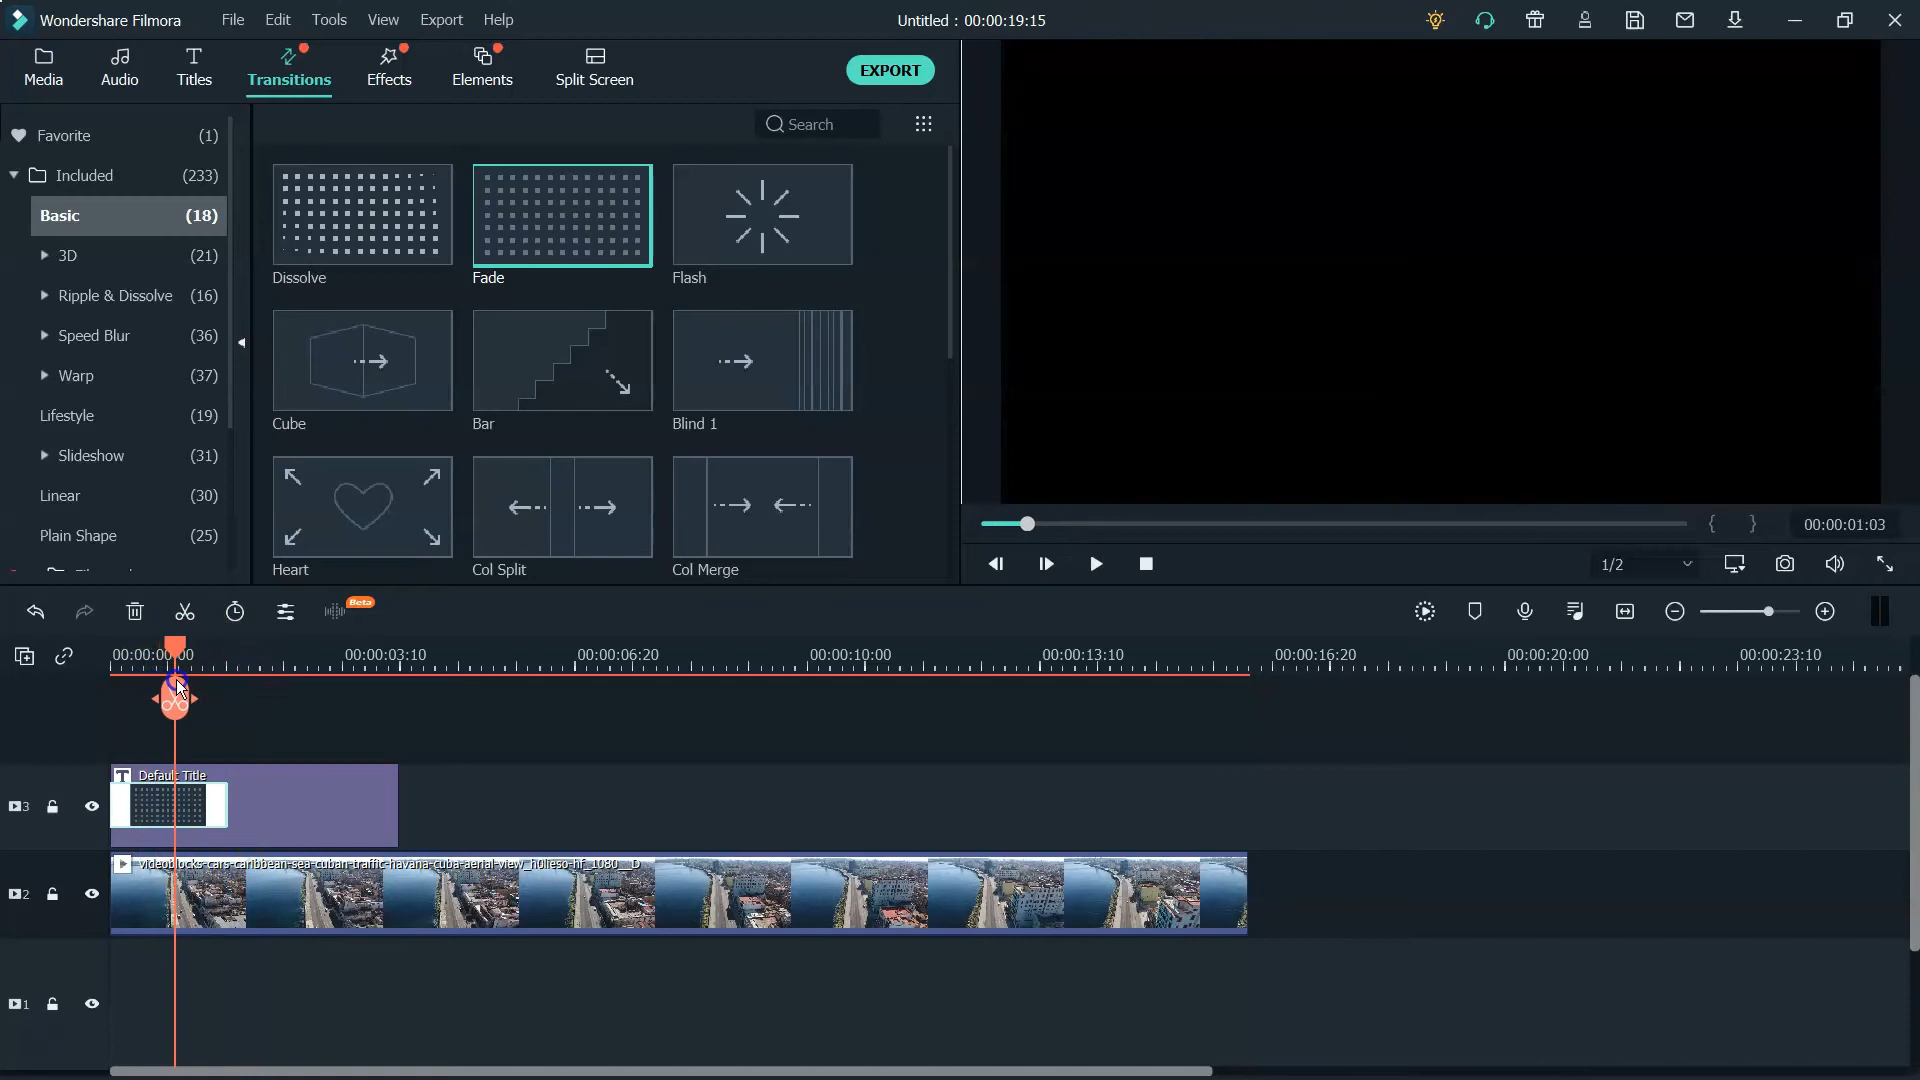 Wondershare Filmora
File
Edit
Tools
View
Export
Help
Untitled : 00:00:19:15
Media
Audio
Titles
Transitions
Effects
Elements
Split Screen
EXPORT
Favorite (1)
Included (233)
Basic (18)
3D (21)
Ripple & Dissolve (16)
Speed Blur (36)
Warp (37)
Lifestyle (19)
Slideshow (31)
Linear (30)
Plain Shape (25)
Search
Dissolve
Fade
Flash
Cube
Bar
Blind 1
Heart
Col Split
Col Merge
00:00:01:03
1/2
Beta
00:00:00:00
00:00:03:10
00:00:06:20
00:00:10:00
00:00:13:10
00:00:16:20
00:00:20:00
00:00:23:10
T Default Title
3
videoblocks-cars-caribbean-sea-cuban-traffic-havana-cuba-aerial-view_h0lieso-hf_1080__D
2
1